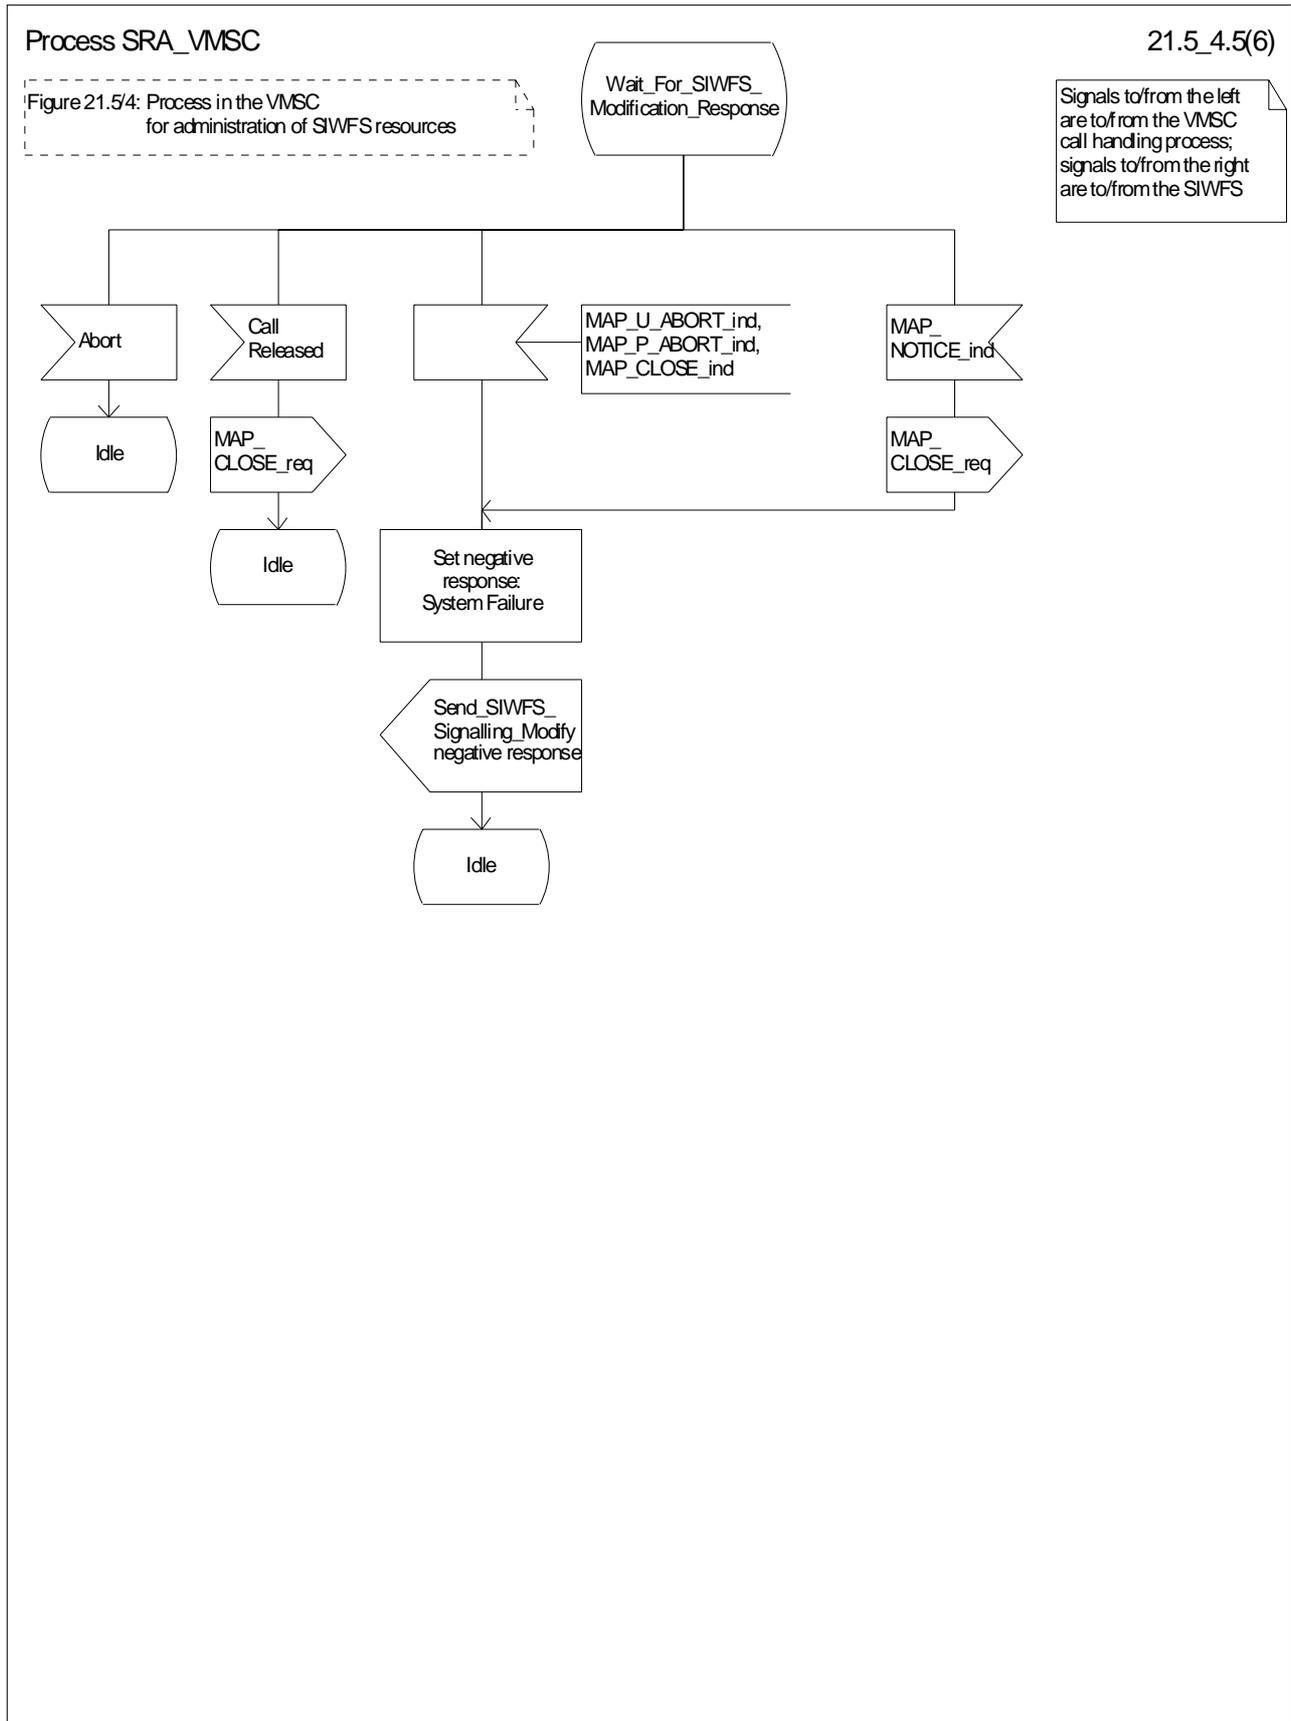 Process SRA_VMSC
21.5_4.5(6)
Figure 21.5/4: Process in the VMSC
for administration of SIWFS resources
Wait_For_SIWFS_
Modification_Response
Signals to/from the left
are to/from the VMSC
call handling process;
signals to/from the right
are to/from the SIWFS
Abort
Call
Released
MAP_U_ABORT_ind,
MAP_P_ABORT_ind,
MAP_CLOSE_ind
MAP_
NOTICE_ind
Idle
MAP_
CLOSE_req
MAP_
CLOSE_req
Idle
Set negative
response:
System Failure
Send_SIWFS_
Signalling_Modify
negative response
Idle